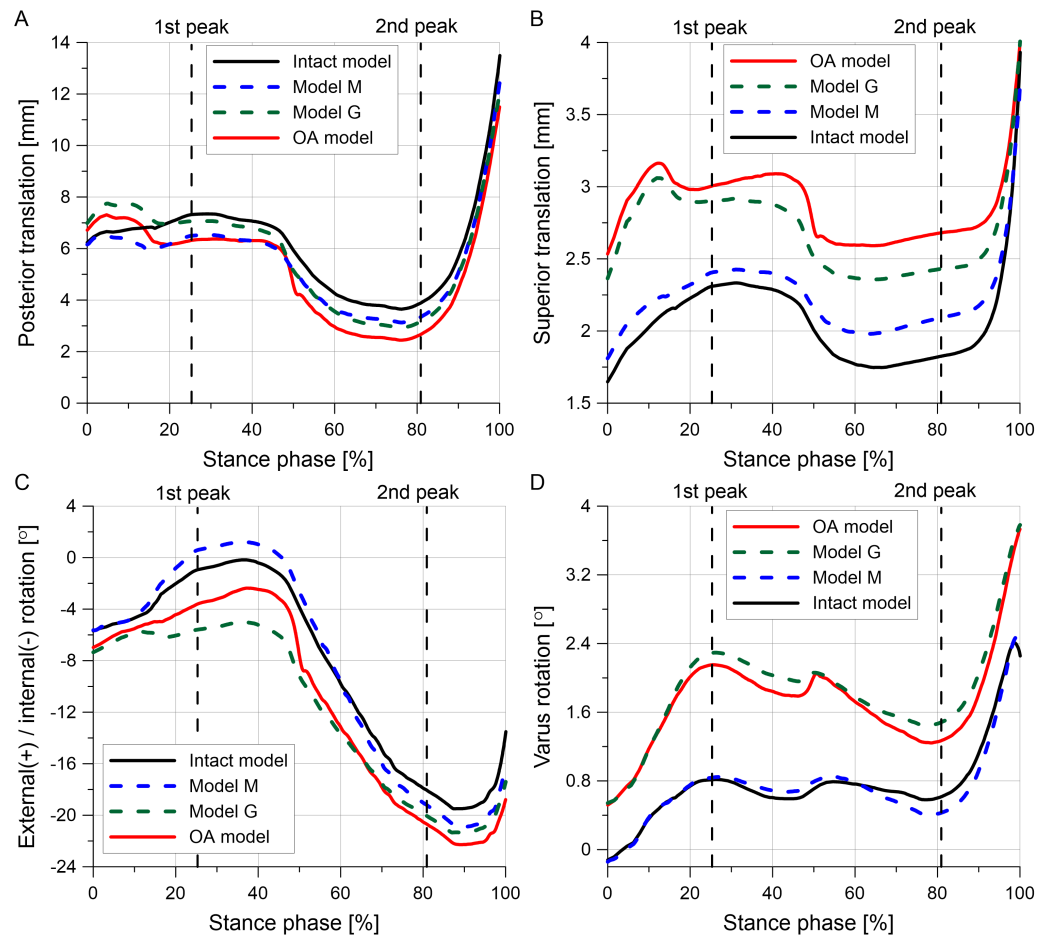 A
1st peak
2nd peak
Posterior translation [mm]
14
12
10
8
6
4
2
0
Intact model
Model M
Model G
OA model
0
20
40
60
80
100
Stance phase [%]
B
1st peak
2nd peak
Superior translation [mm]
4
3.5
3
2.5
2
1.5
OA model
Model G
Model M
Intact model
0
20
40
60
80
100
Stance phase [%]
C
1st peak
2nd peak
External(+) / internal(-) rotation [º]
4
0
-4
-8
-12
-16
-20
-24
Intact model
Model M
Model G
OA model
0
20
40
60
80
100
Stance phase [%]
D
1st peak
2nd peak
Varus rotation [º]
4
3.2
2.4
1.6
0.8
0
OA model
Model G
Model M
Intact model
0
20
40
60
80
100
Stance phase [%]